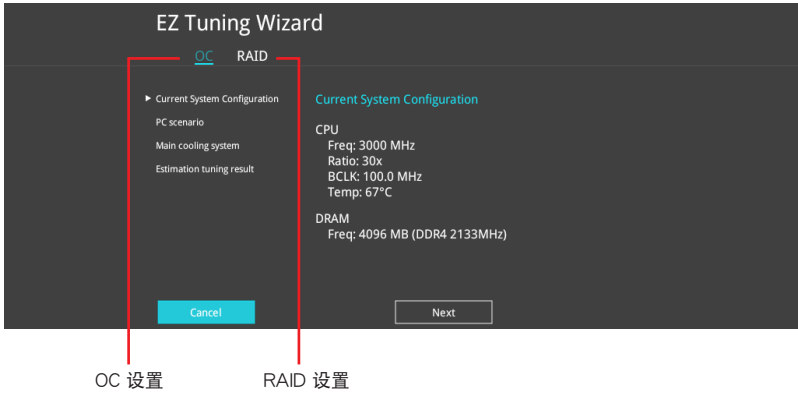 EZ Tuning Wizard
OC RAID
Current System Configuration
PC scenario
Main cooling system
Estimation tuning result
Current System Configuration
CPU
Freq: 3000 MHz
Ratio: 30x
BCLK: 100.0 MHz
Temp: 67°C
DRAM
Freq: 4096 MB (DDR4 2133MHz)
Cancel
Next
OC 设置
RAID 设置